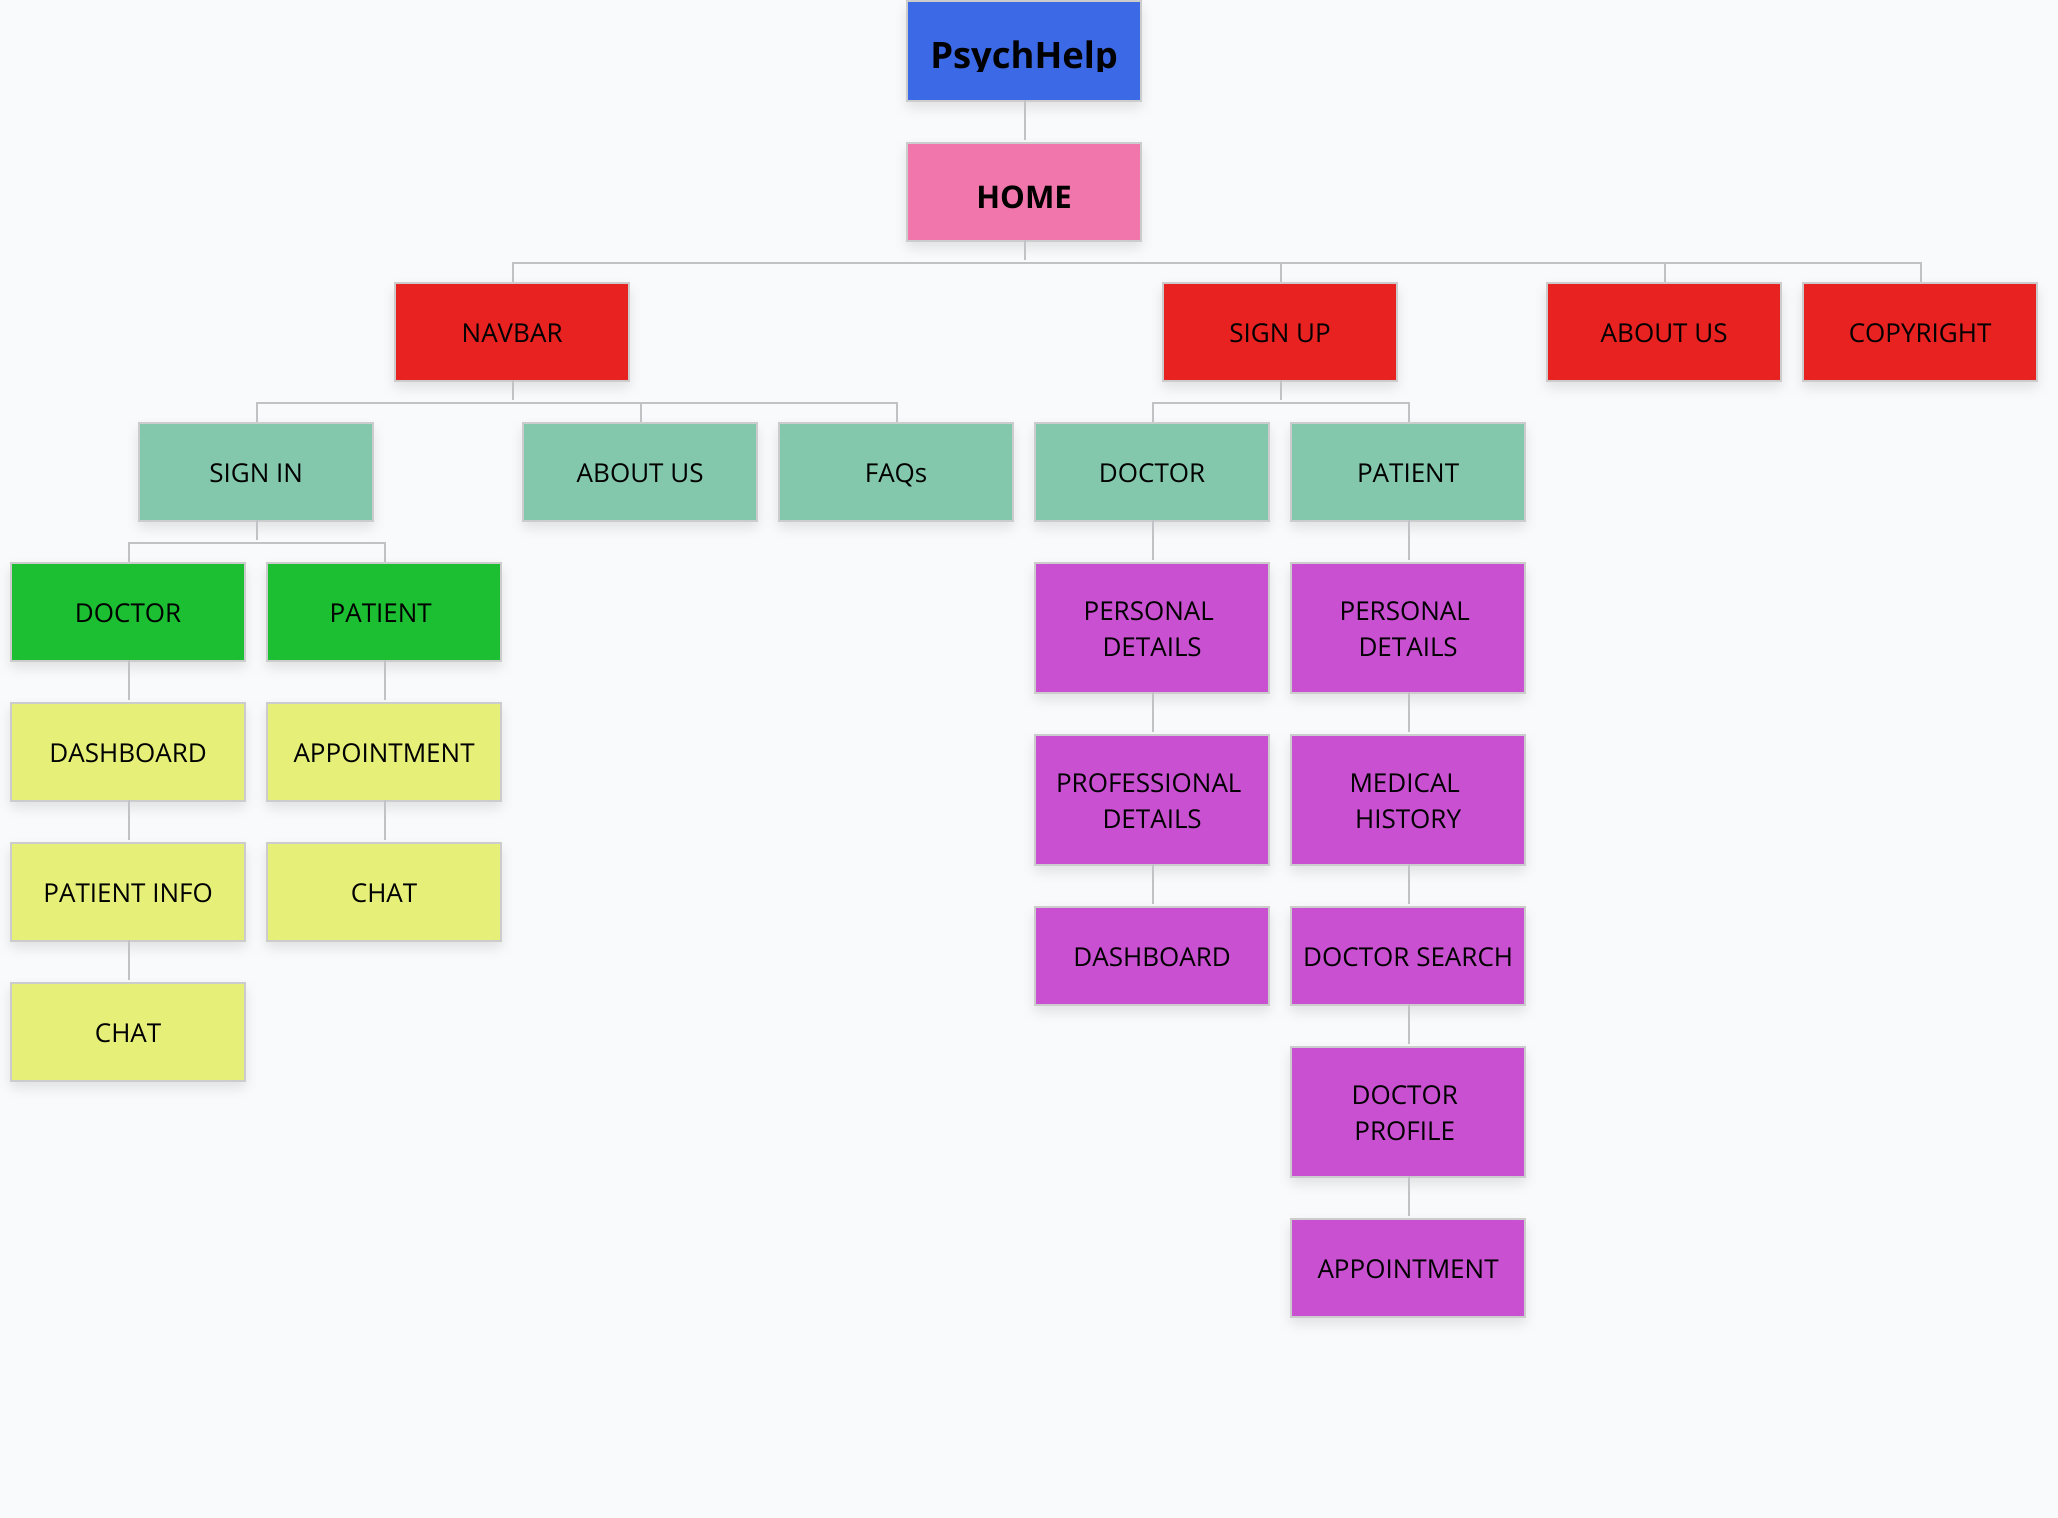 PsychHelp
HOME
NAVBAR
SIGN UP
ABOUT US
COPYRIGHT
SIGN IN
ABOUT US
FAQs
DOCTOR
PATIENT
DOCTOR
PATIENT
PERSONAL
DETAILS
PERSONAL
DETAILS
DASHBOARD
APPOINTMENT
PROFESSIONAL
DETAILS
MEDICAL
HISTORY
PATIENT INFO
CHAT
DASHBOARD
DOCTOR SEARCH
CHAT
DOCTOR
PROFILE
APPOINTMENT